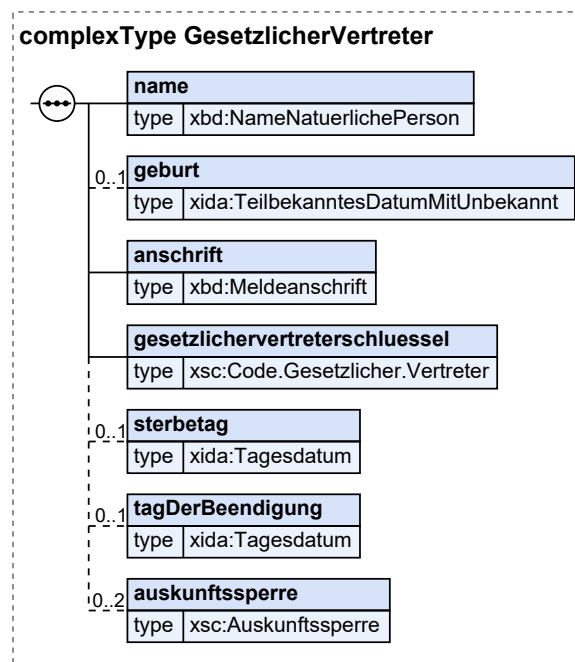 complexType GesetzlicherVertreter
name
type xbd:NameNatuerlichePerson
0..1 geburt
type xida:TeilbekanntesDatumMitUnbekannt
anschrift
type xbd:Meldeanschrift
gesetzlichervertreterschluessel
type xsc:Code.Gesetzlicher.Vertreter
0..1 sterbetag
type xida:Tagesdatum
0..1 tagDerBeendigung
type xida:Tagesdatum
0..2 auskunftssperre
type xsc:Auskunftssperre